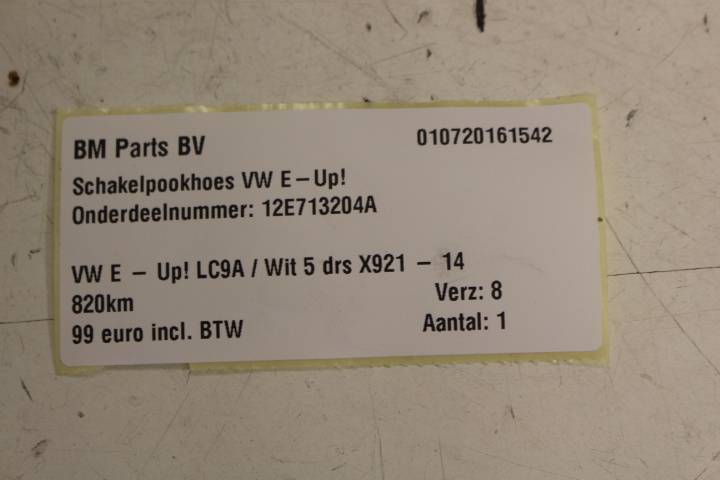 BM Parts BV 010720161542
Schakelpookhoes VW E-Up!
Onderdeelnummer: 12E713204A
VW E - Up! LC9A / Wit 5 drs X921 - 14
820km Verz: 8
99 euro incl. BTW Aantal: 1